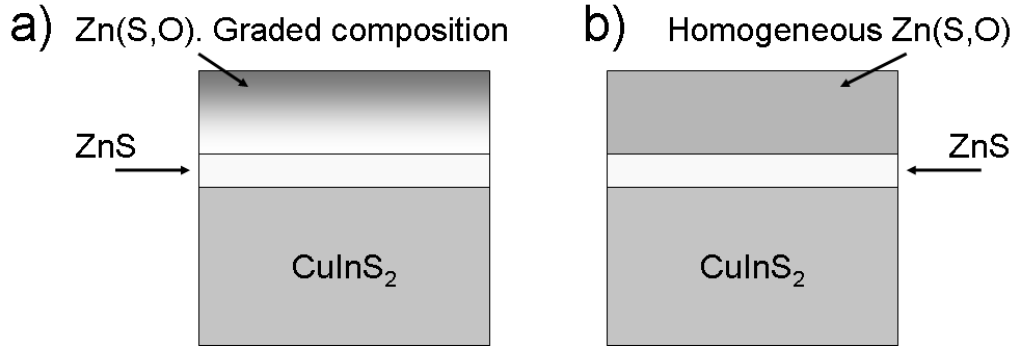 a) Zn(S,O). Graded composition
ZnS
CuInS₂
b) Homogeneous Zn(S,O)
ZnS
CuInS₂